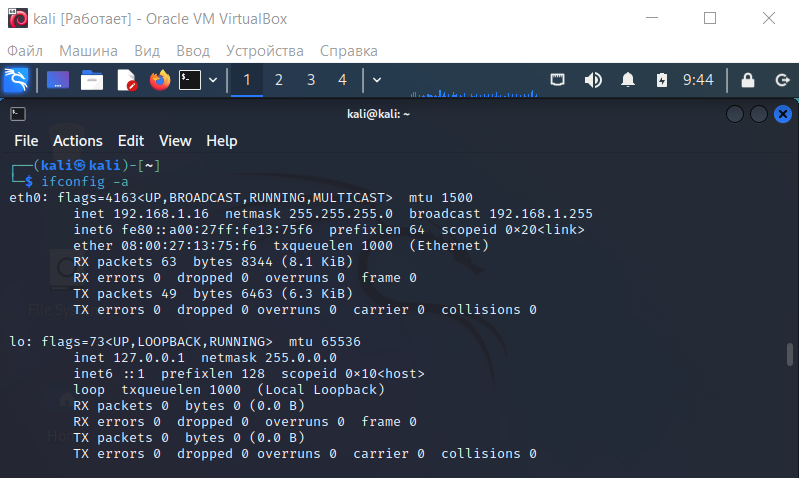 kali [Работает] - Oracle VM VirtualBox
Файл Машина Вид Ввод Устройства Справка
1 2 3 4 9:44
kali@kali: ~
File Actions Edit View Help
┌──(kali㉿kali)-[~]
└─$ ifconfig -a
eth0: flags=4163<UP,BROADCAST,RUNNING,MULTICAST>  mtu 1500
        inet 192.168.1.16  netmask 255.255.255.0  broadcast 192.168.1.255
        inet6 fe80::a00:27ff:fe13:75f6  prefixlen 64  scopeid 0×20<link>
        ether 08:00:27:13:75:f6  txqueuelen 1000  (Ethernet)
        RX packets 63  bytes 8344 (8.1 KiB)
        RX errors 0  dropped 0  overruns 0  frame 0
        TX packets 49  bytes 6463 (6.3 KiB)
        TX errors 0  dropped 0 overruns 0  carrier 0  collisions 0
lo: flags=73<UP,LOOPBACK,RUNNING>  mtu 65536
        inet 127.0.0.1  netmask 255.0.0.0
        inet6 ::1  prefixlen 128  scopeid 0×10<host>
        loop  txqueuelen 1000  (Local Loopback)
        RX packets 0  bytes 0 (0.0 B)
        RX errors 0  dropped 0  overruns 0  frame 0
        TX packets 0  bytes 0 (0.0 B)
        TX errors 0  dropped 0 overruns 0  carrier 0  collisions 0